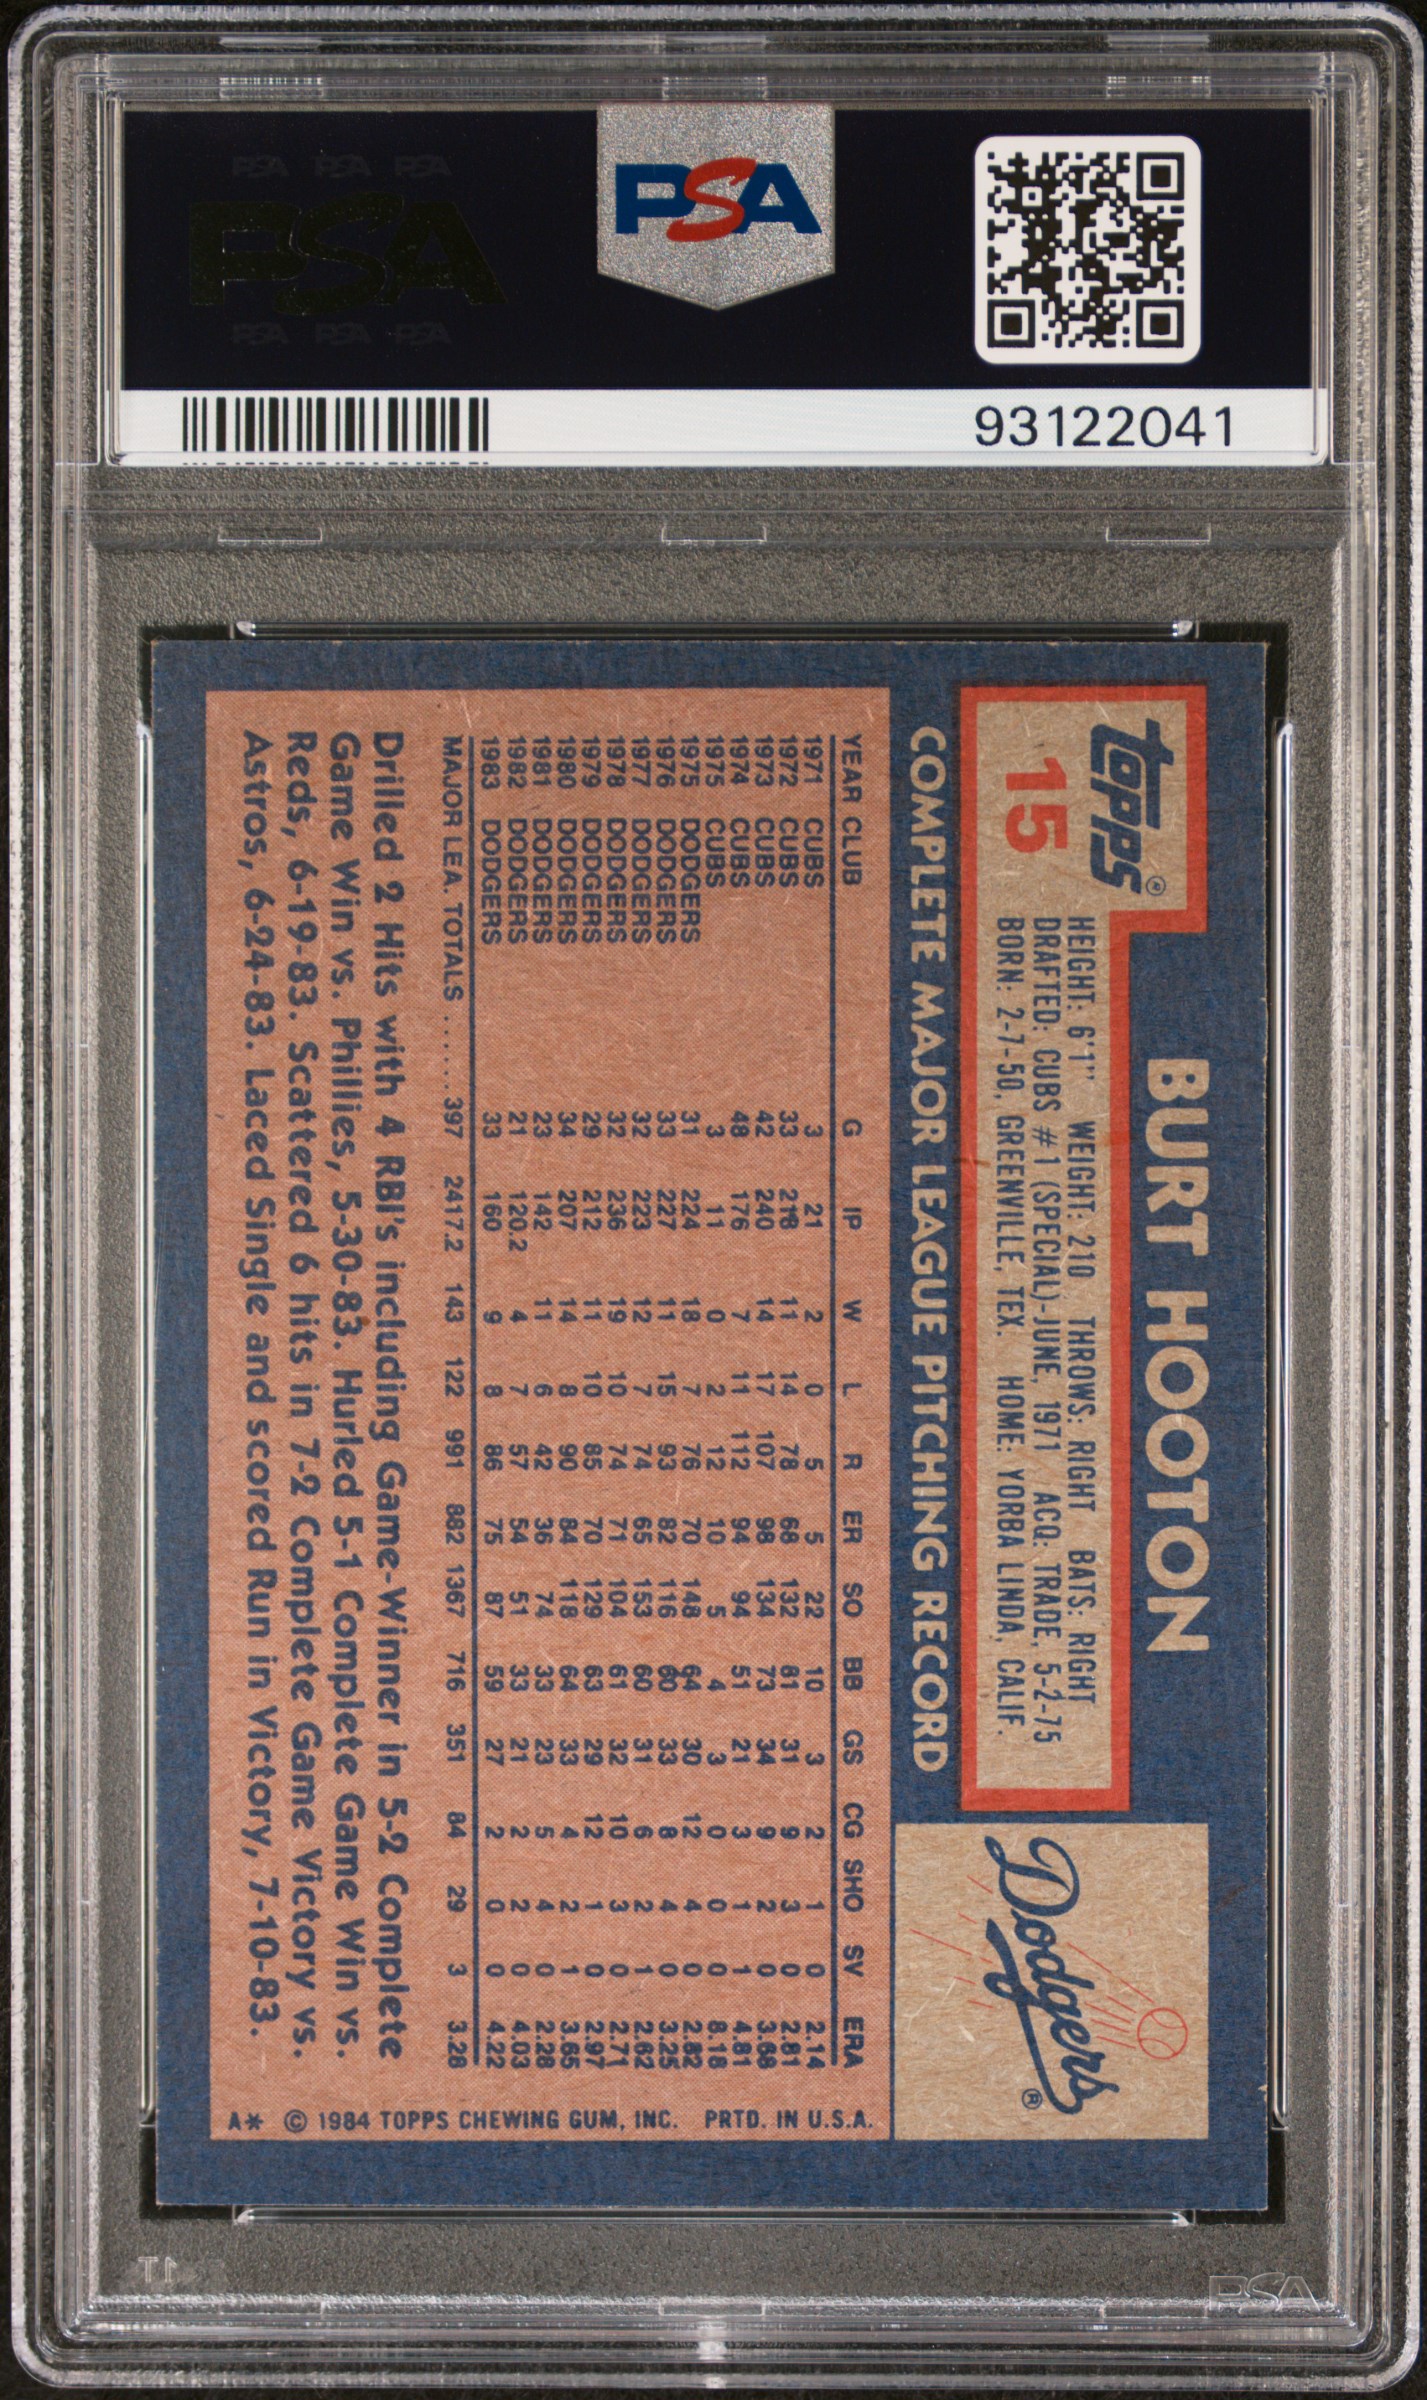 PSA PSA PSA
PSA
PSA PSA PSA
PSA
93122041
topps®
15
BURT HOOTON
HEIGHT: 6'1" WEIGHT: 210 THROWS: RIGHT BATS: RIGHT
DRAFTED: CUBS #1 (SPECIAL)-JUNE, 1971 ACQ: TRADE, 5-2-75
BORN: 2-7-50, GREENVILLE, TEX. HOME: YORBA LINDA, CALIF.
Dodgers®
COMPLETE MAJOR LEAGUE PITCHING RECORD
YEAR CLUB G IP W L R ER SO BB GS CG SHO SV ERA
1971 CUBS 3 21 2 0 5 5 22 10 3 2 1 0 2.14
1972 CUBS 33 218 11 14 78 68 132 81 31 9 3 0 2.81
1973 CUBS 42 240 14 17 107 98 134 73 34 9 2 0 3.68
1974 CUBS 48 176 7 11 112 94 94 51 21 3 1 1 4.81
1975 CUBS 3 11 0 2 12 10 5 4 3 0 0 0 8.18
1975 DODGERS 31 224 18 7 76 70 148 64 30 12 4 0 2.82
1976 DODGERS 33 227 11 15 93 82 116 60 33 8 4 0 3.25
1977 DODGERS 32 223 12 7 74 65 153 60 31 6 2 1 2.62
1978 DODGERS 32 236 19 10 74 71 104 61 32 10 3 0 2.71
1979 DODGERS 29 212 11 10 85 70 129 63 29 12 1 0 2.97
1980 DODGERS 34 207 14 8 90 84 118 64 33 4 2 1 3.65
1981 DODGERS 23 142 11 6 42 36 74 33 23 5 4 0 2.28
1982 DODGERS 21 120.2 4 7 57 54 51 33 21 2 2 0 4.03
1983 DODGERS 33 160 9 8 86 75 87 59 27 2 0 0 4.22
MAJOR LEA. TOTALS ......397 2417.2 143 122 991 882 1367 716 351 84 29 3 3.28
Drilled 2 Hits with 4 RBI's including Game-Winner in 5-2 Complete
Game Win vs. Phillies, 5-30-83. Hurled 5-1 Complete Game Win vs.
Reds, 6-19-83. Scattered 6 hits in 7-2 Complete Game Victory vs.
Astros, 6-24-83. Laced Single and scored Run in Victory, 7-10-83.
A* © 1984 TOPPS CHEWING GUM, INC. PRTD. IN U.S.A.
PSA